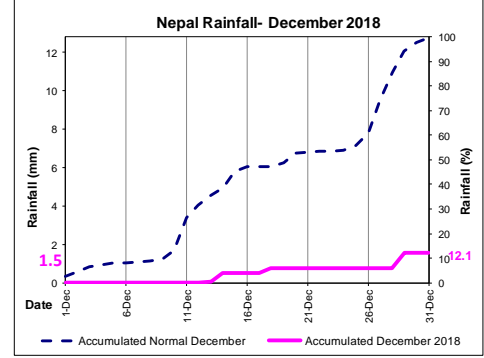 Nepal Rainfall- December 2018
12
10
8
6
4
2
0
Rainfall (mm)
1.5
100
90
80
70
60
50
40
30
20
10
0
Rainfall (%)
12.1
Date
1-Dec
6-Dec
11-Dec
16-Dec
21-Dec
26-Dec
31-Dec
Accumulated Normal December
Accumulated December 2018